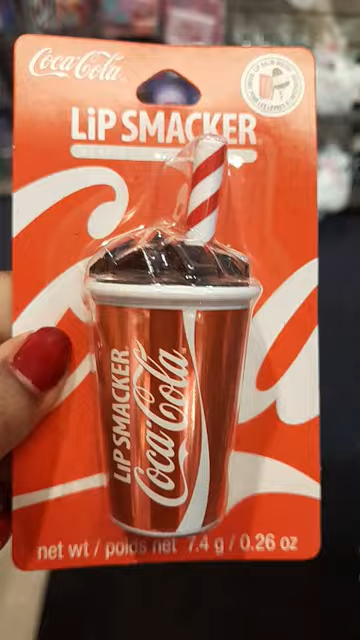 Coca-Cola
LiP SMACKER
LiP SMACKER
Coca-Cola
net wt / poids net 7.4 g / 0.26 oz